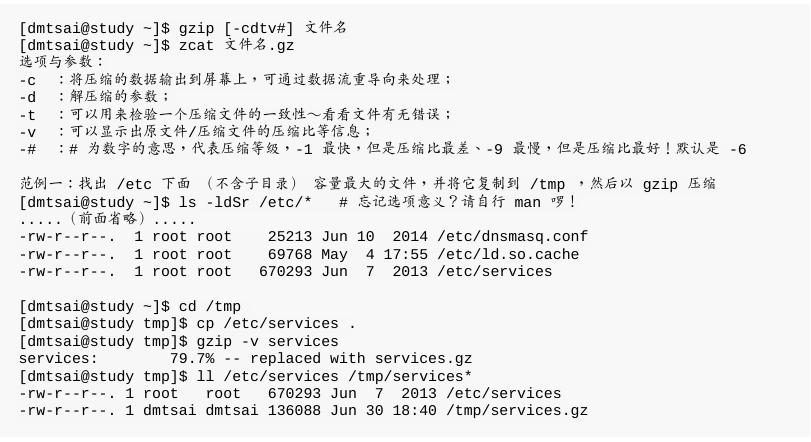 [dmtsai@study ~]$ gzip [-cdtv#] 文件名
[dmtsai@study ~]$ zcat 文件名.gz
选项与参数：
-c  ：将压缩的数据输出到屏幕上，可通过数据流重导向来处理；
-d  ：解压缩的参数；
-t  ：可以用来检验一个压缩文件的一致性～看看文件有无错误；
-v  ：可以显示出原文件/压缩文件的压缩比等信息；
-#  ：# 为数字的意思，代表压缩等级，-1 最快，但是压缩比最差、-9 最慢，但是压缩比最好！默认是 -6
范例一：找出 /etc 下面 （不含子目录） 容量最大的文件，并将它复制到 /tmp ，然后以 gzip 压缩
[dmtsai@study ~]$ ls -ldSr /etc/*   # 忘记选项意义？请自行 man 啰！
.....（前面省略）.....
-rw-r--r--.  1 root root    25213 Jun 10  2014 /etc/dnsmasq.conf
-rw-r--r--.  1 root root    69768 May  4 17:55 /etc/ld.so.cache
-rw-r--r--.  1 root root   670293 Jun  7  2013 /etc/services
[dmtsai@study ~]$ cd /tmp
[dmtsai@study tmp]$ cp /etc/services .
[dmtsai@study tmp]$ gzip -v services
services:        79.7% -- replaced with services.gz
[dmtsai@study tmp]$ ll /etc/services /tmp/services*
-rw-r--r--. 1 root   root   670293 Jun  7  2013 /etc/services
-rw-r--r--. 1 dmtsai dmtsai 136088 Jun 30 18:40 /tmp/services.gz